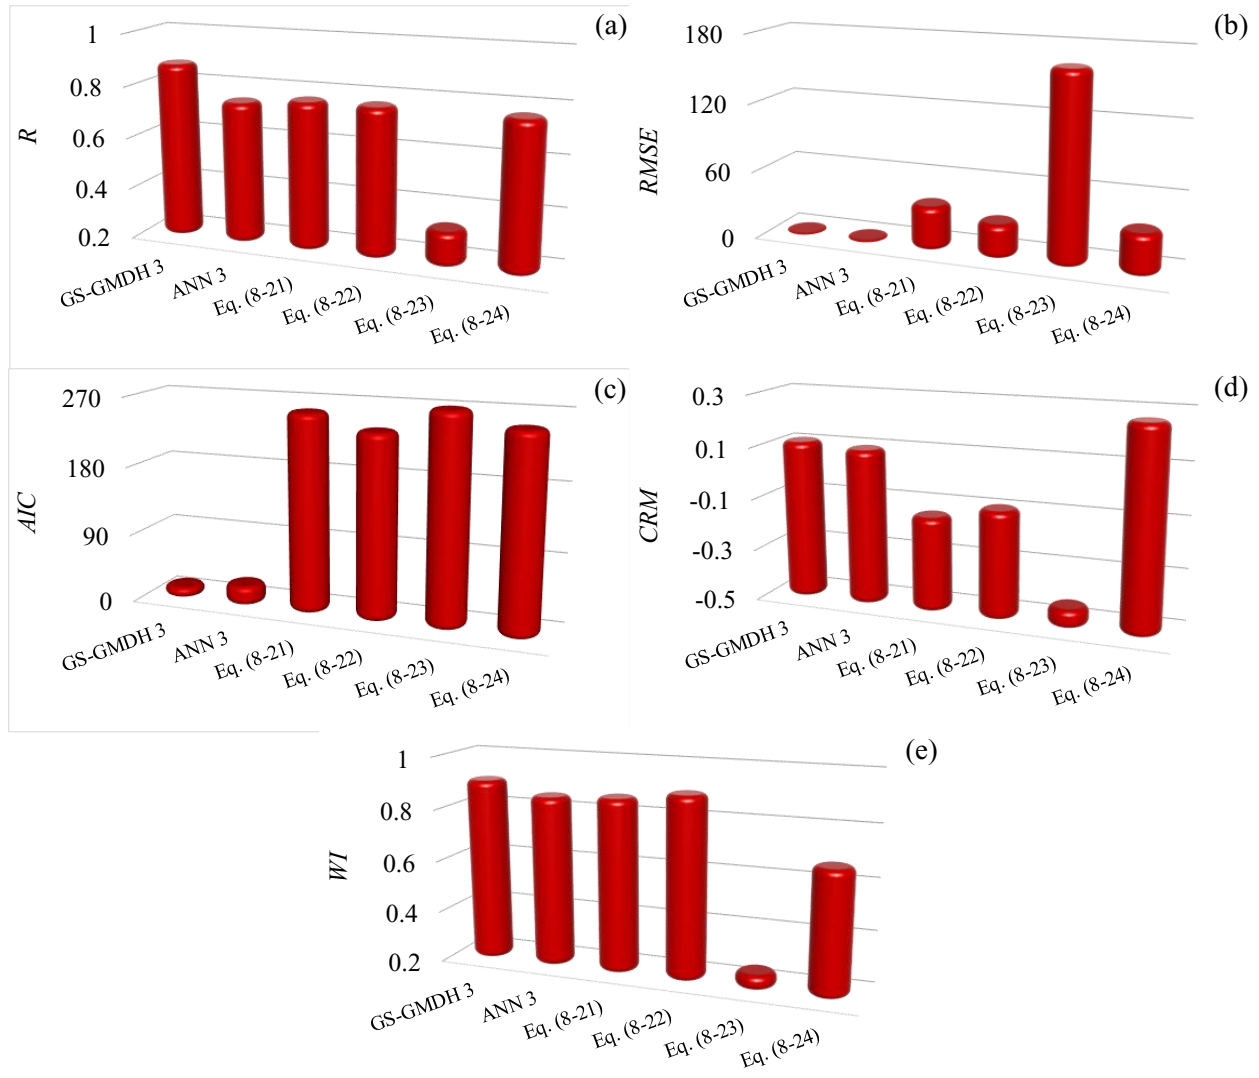 (a)
1
0.8
0.6
0.4
0.2
R
GS-GMDH 3
ANN 3
Eq. (8-21)
Eq. (8-22)
Eq. (8-23)
Eq. (8-24)
(b)
180
120
60
0
RMSE
GS-GMDH 3
ANN 3
Eq. (8-21)
Eq. (8-22)
Eq. (8-23)
Eq. (8-24)
(c)
270
180
90
0
AIC
GS-GMDH 3
ANN 3
Eq. (8-21)
Eq. (8-22)
Eq. (8-23)
Eq. (8-24)
(d)
0.3
0.1
-0.1
-0.3
-0.5
CRM
GS-GMDH 3
ANN 3
Eq. (8-21)
Eq. (8-22)
Eq. (8-23)
Eq. (8-24)
(e)
1
0.8
0.6
0.4
0.2
WI
GS-GMDH 3
ANN 3
Eq. (8-21)
Eq. (8-22)
Eq. (8-23)
Eq. (8-24)